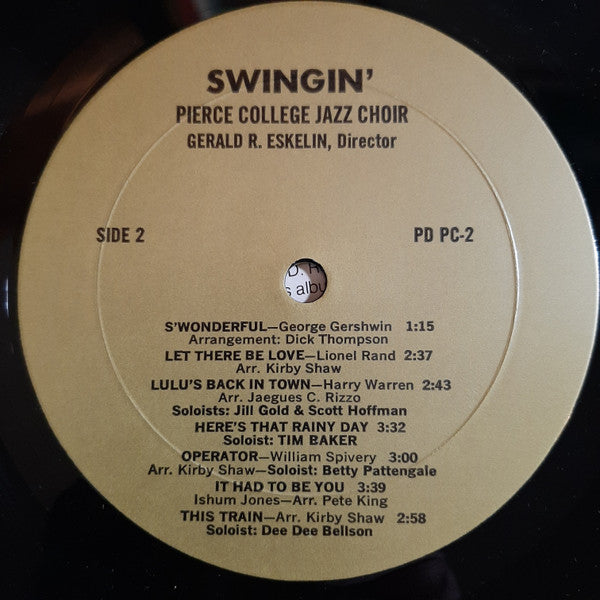 SWINGIN'
PIERCE COLLEGE JAZZ CHOIR
GERALD R. ESKELIN, Director
SIDE 2
PD PC-2
S'WONDERFUL—George Gershwin 1:15
Arrangement: Dick Thompson
LET THERE BE LOVE—Lionel Rand 2:37
Arr. Kirby Shaw
LULU'S BACK IN TOWN—Harry Warren 2:43
Arr. Jaegues C. Rizzo
Soloists: Jill Gold & Scott Hoffman
HERE'S THAT RAINY DAY 3:32
Soloist: TIM BAKER
OPERATOR—William Spivery 3:00
Arr. Kirby Shaw—Soloist: Betty Pattengale
IT HAD TO BE YOU 3:39
Ishum Jones—Arr. Pete King
THIS TRAIN—Arr. Kirby Shaw 2:58
Soloist: Dee Dee Bellson